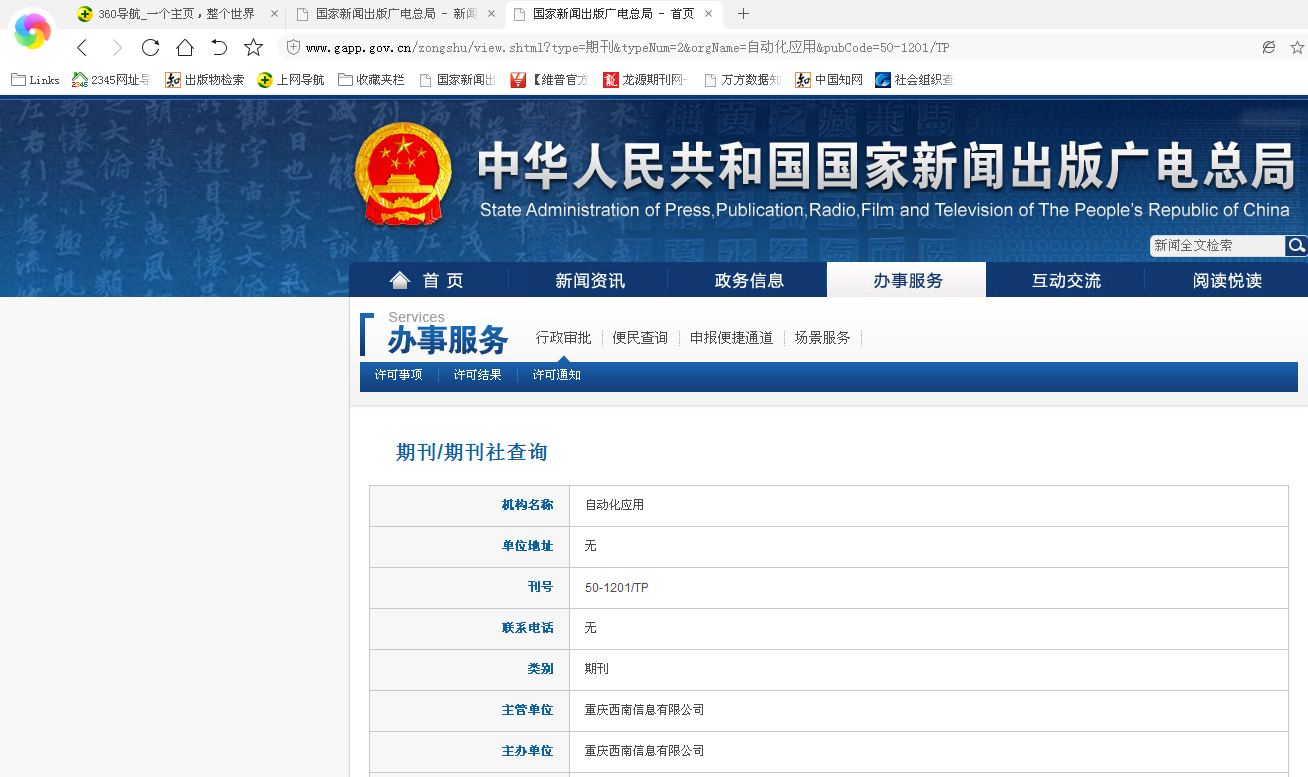 360导航_一个主页，整个世界
国家新闻出版广电总局 - 新闻
国家新闻出版广电总局 - 首页
www.gapp.gov.cn/zongshu/view.shtml?type=期刊&typeNum=2&orgName=自动化应用&pubCode=50-1201/TP
Links
2345网址导
出版物检索
上网导航
收藏夹栏
国家新闻出
【维普官方
龙源期刊网-
万方数据知
中国知网
社会组织查
中华人民共和国国家新闻出版广电总局
State Administration of Press,Publication,Radio,Film and Television of The People's Republic of China
新闻全文检索
首 页
新闻资讯
政务信息
办事服务
互动交流
阅读悦读
Services
办事服务
行政审批
便民查询
申报便捷通道
场景服务
许可事项
许可结果
许可通知
期刊/期刊社查询
机构名称 自动化应用
单位地址 无
刊号 50-1201/TP
联系电话 无
类别 期刊
主管单位 重庆西南信息有限公司
主办单位 重庆西南信息有限公司